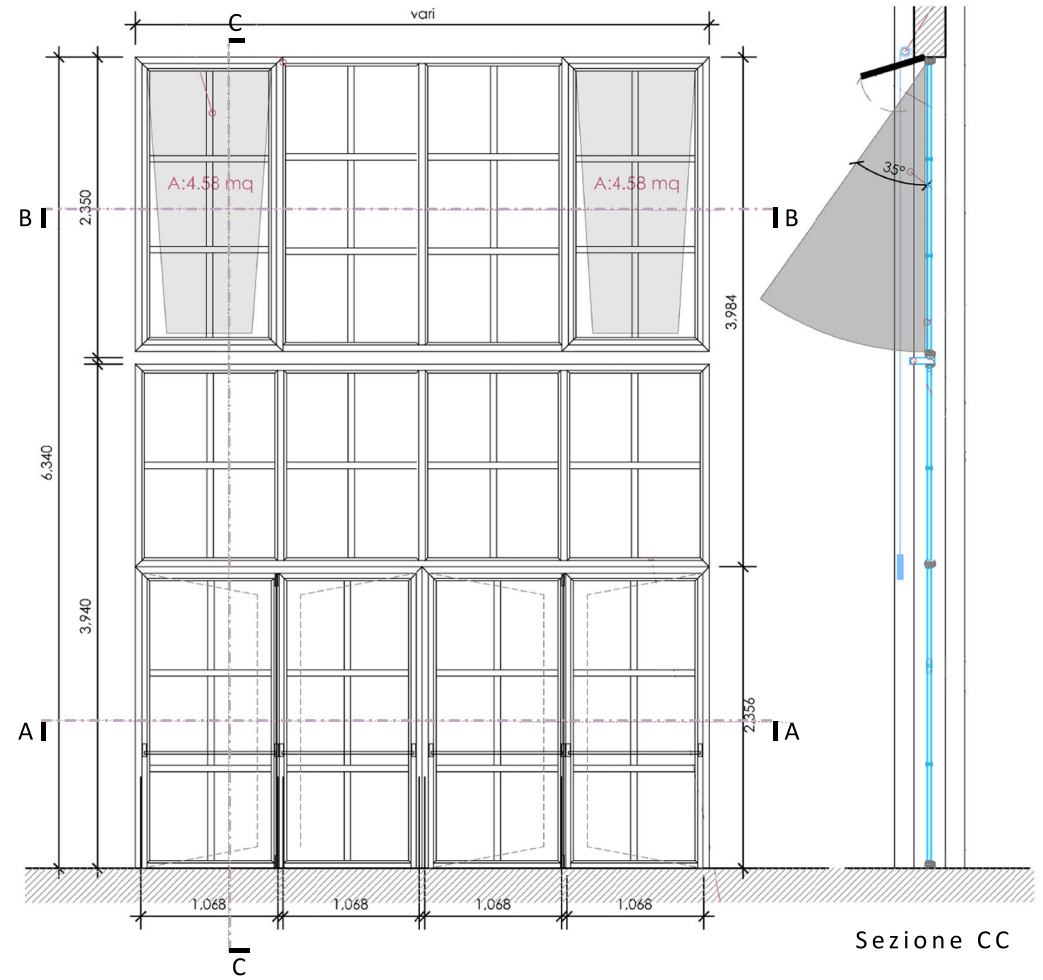 vari
C
A:4.58 mq
A:4.58 mq
35°
B
B
2,350
3,984
6,340
3,940
2,356
A
A
1,068
1,068
1,068
1,068
C
Sezione CC